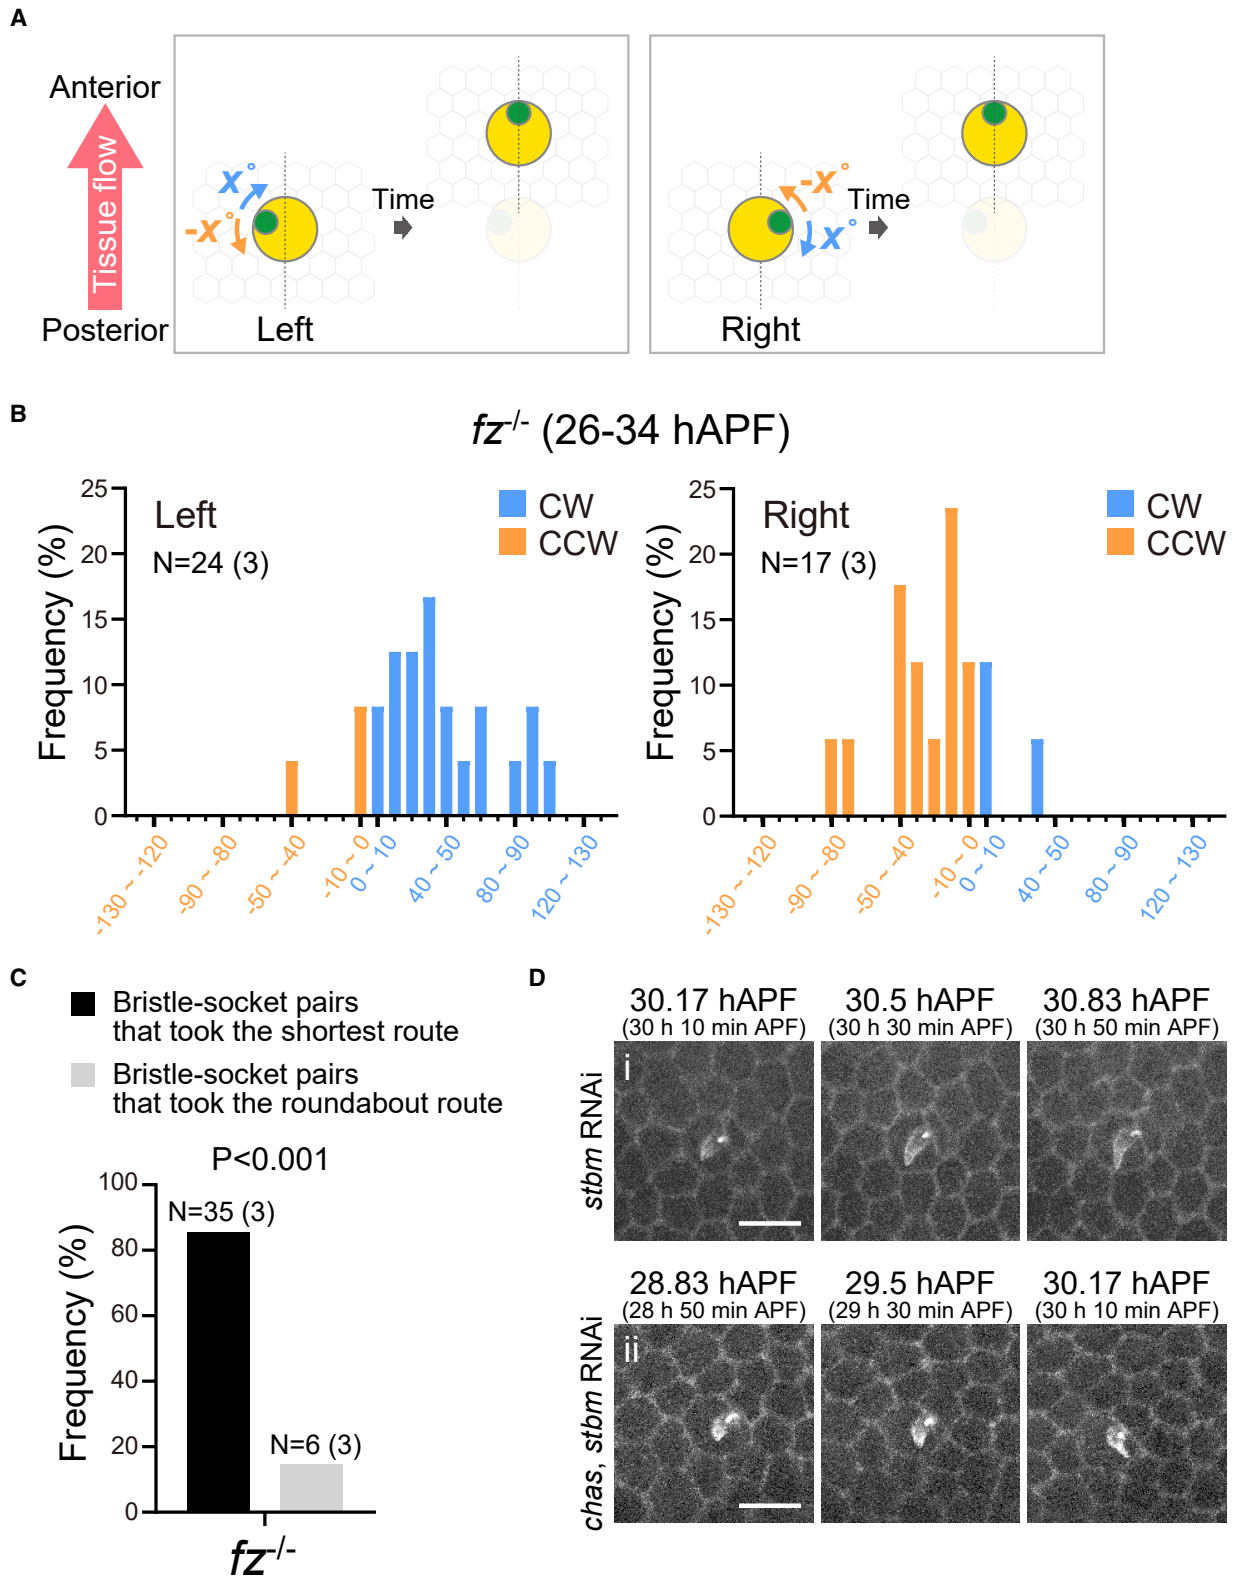 A
Anterior
Tissue flow
Posterior
x°
-x°
Left
Time
-x°
x°
Right
Time
B
fz-/- (26-34 hAPF)
Frequency (%)
25
20
15
10
5
0
Left
N=24 (3)
CW
CCW
-130 ~ -120
-90 ~ -80
-50 ~ -40
-10 ~ 0
0 ~ 10
40 ~ 50
80 ~ 90
120 ~ 130
Frequency (%)
25
20
15
10
5
0
Right
N=17 (3)
CW
CCW
-130 ~ -120
-90 ~ -80
-50 ~ -40
-10 ~ 0
0 ~ 10
40 ~ 50
80 ~ 90
120 ~ 130
C
Bristle-socket pairs
that took the shortest route
Bristle-socket pairs
that took the roundabout route
P<0.001
Frequency (%)
100
80
60
40
20
0
N=35 (3)
N=6 (3)
fz-/-
D
30.17 hAPF
(30 h 10 min APF)
30.5 hAPF
(30 h 30 min APF)
30.83 hAPF
(30 h 50 min APF)
stbm RNAi
i
28.83 hAPF
(28 h 50 min APF)
29.5 hAPF
(29 h 30 min APF)
30.17 hAPF
(30 h 10 min APF)
chas, stbm RNAi
ii